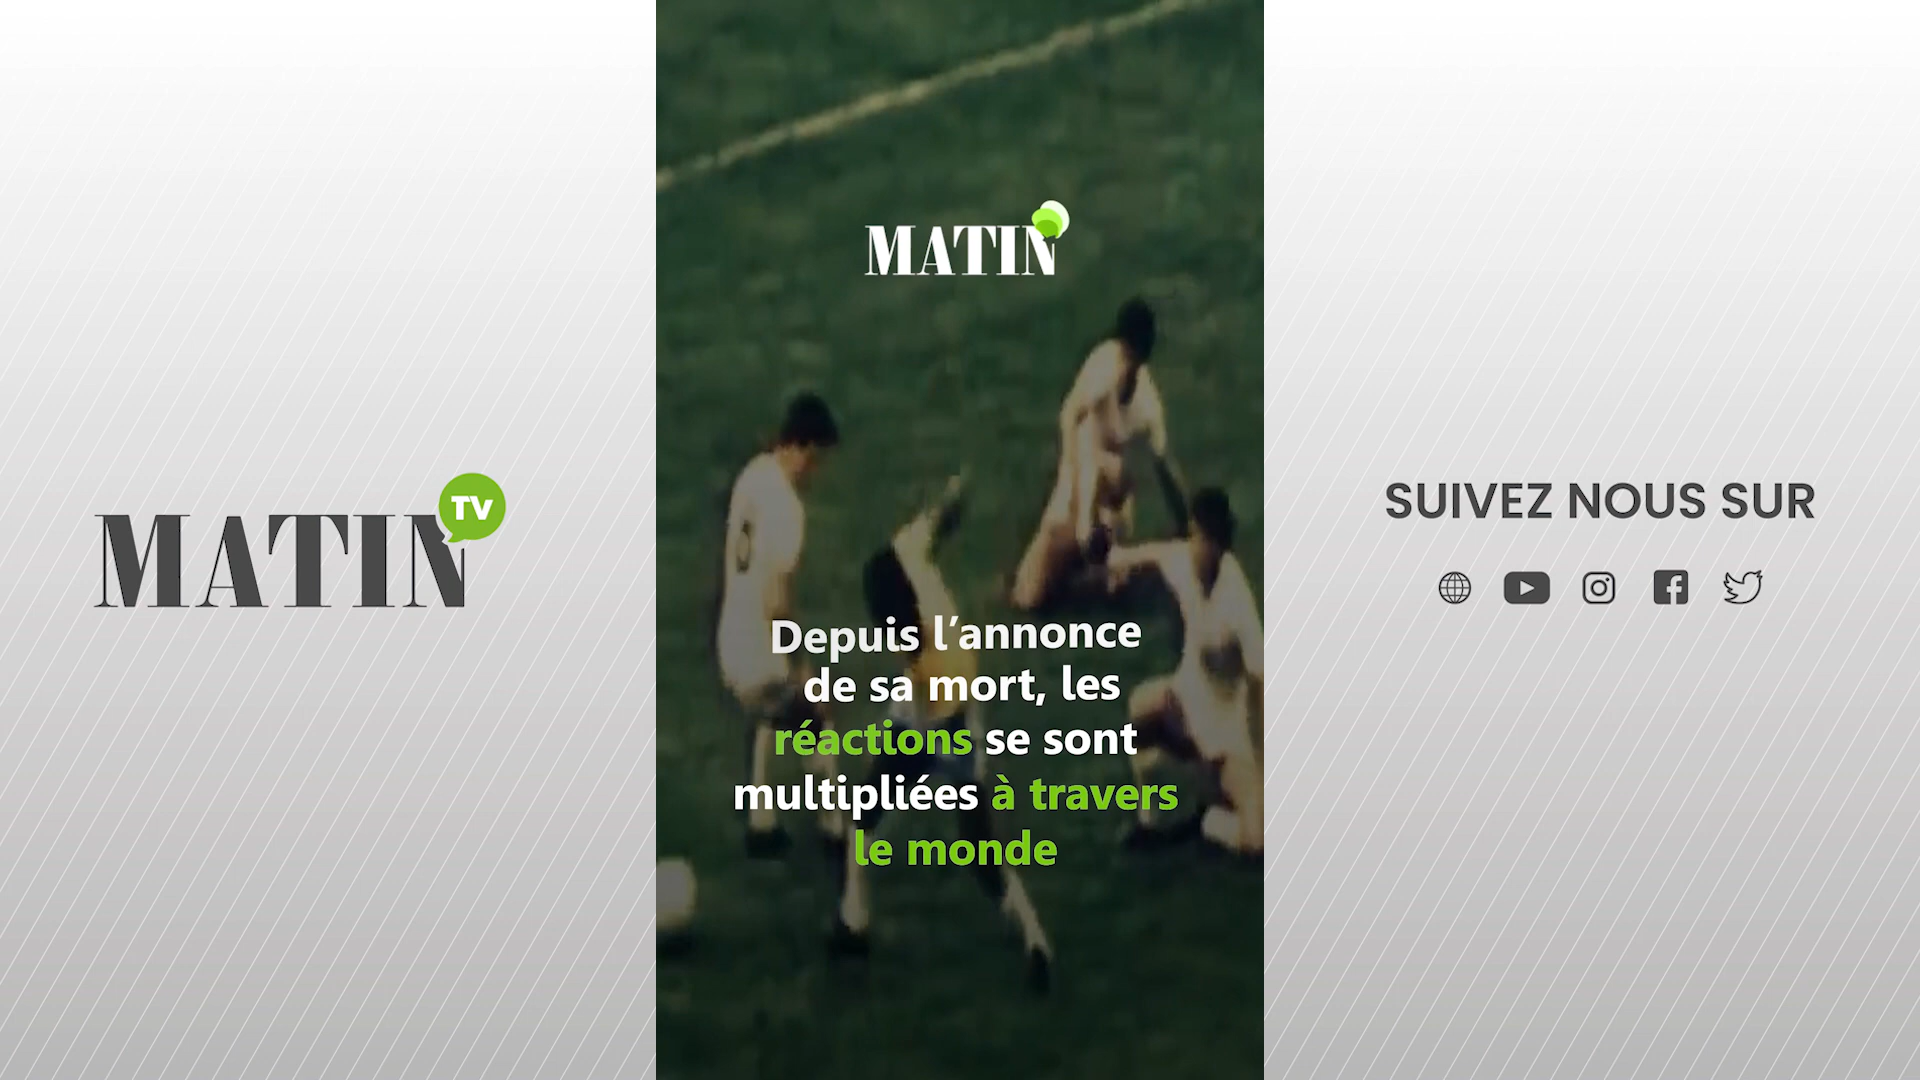 MATIN
TV
MATIN
6
Depuis l’annonce
de sa mort, les
réactions se sont
multipliées à travers
le monde
SUIVEZ NOUS SUR